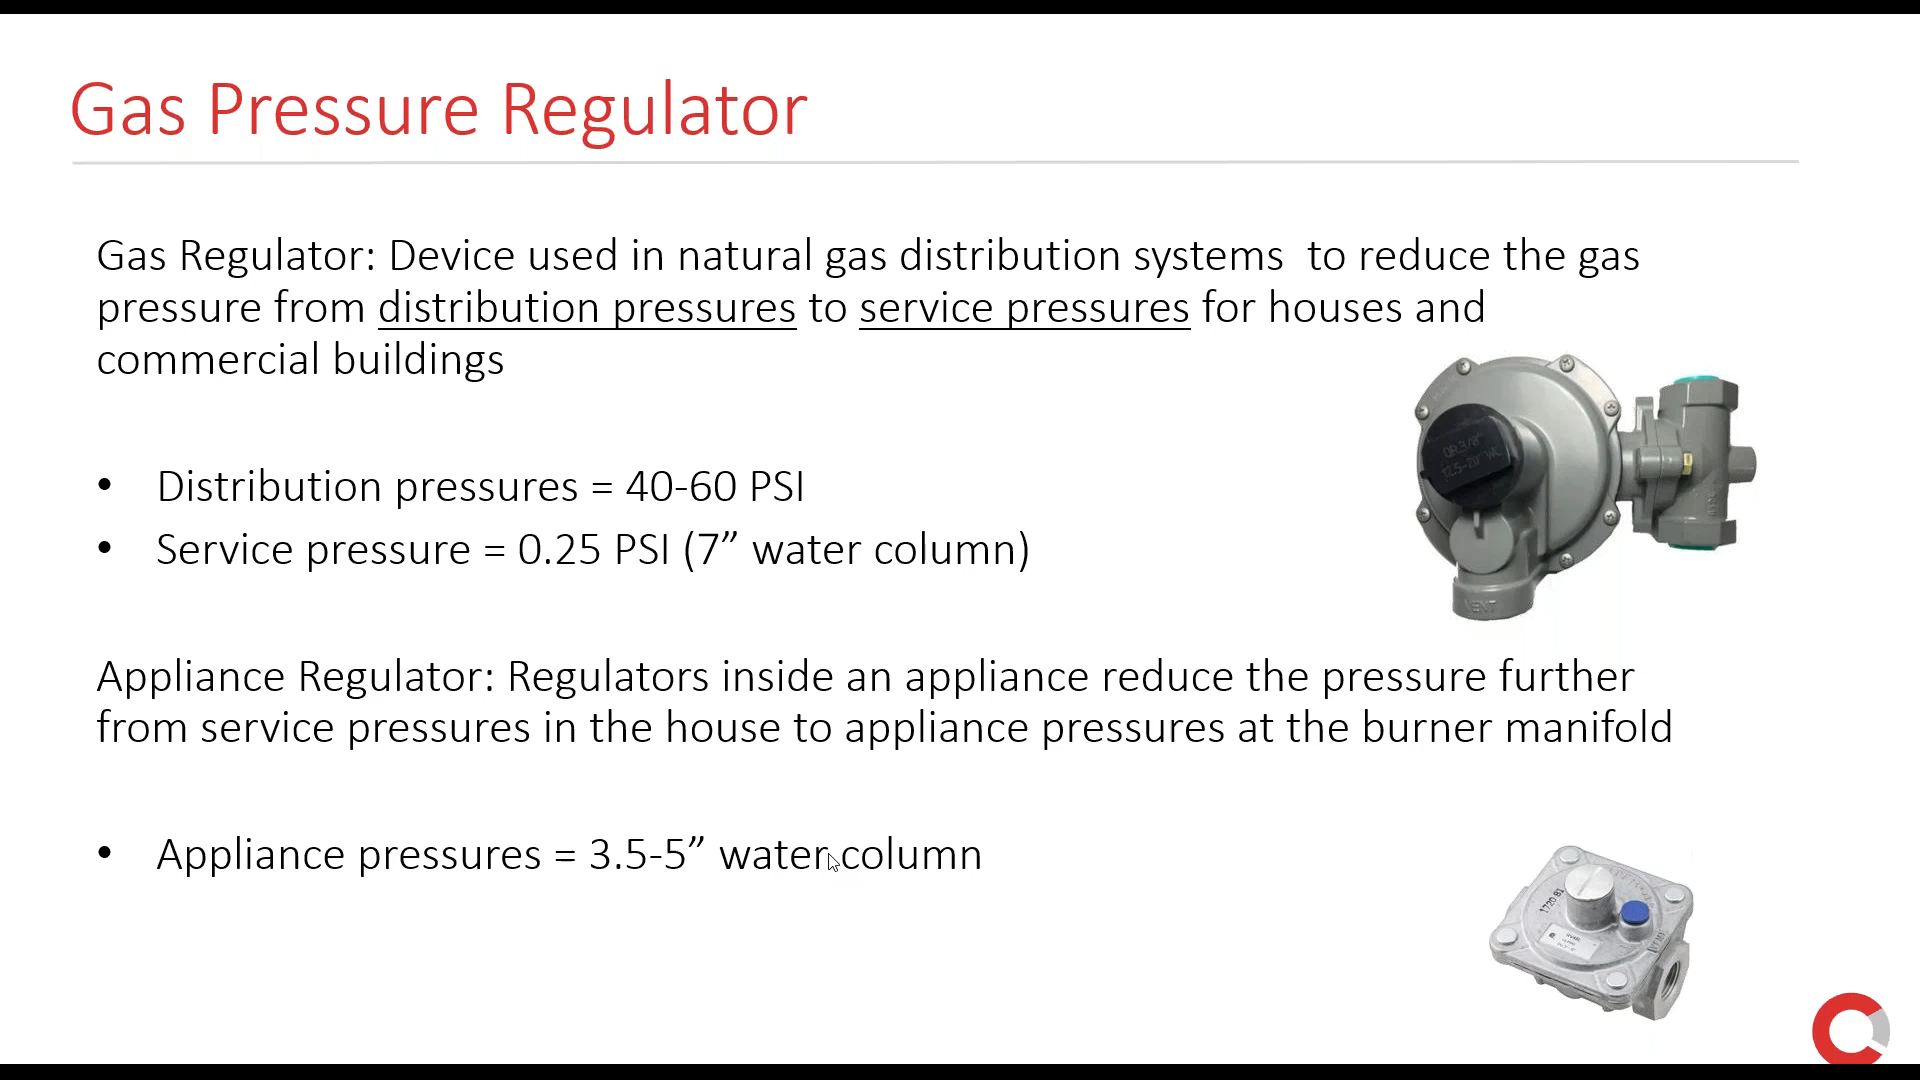 Gas Pressure Regulator
Gas Regulator: Device used in natural gas distribution systems  to reduce the gas
pressure from distribution pressures to service pressures for houses and
commercial buildings
• Distribution pressures = 40-60 PSI
• Service pressure = 0.25 PSI (7” water column)
VENT
Appliance Regulator: Regulators inside an appliance reduce the pressure further
from service pressures in the house to appliance pressures at the burner manifold
• Appliance pressures = 3.5-5” water column